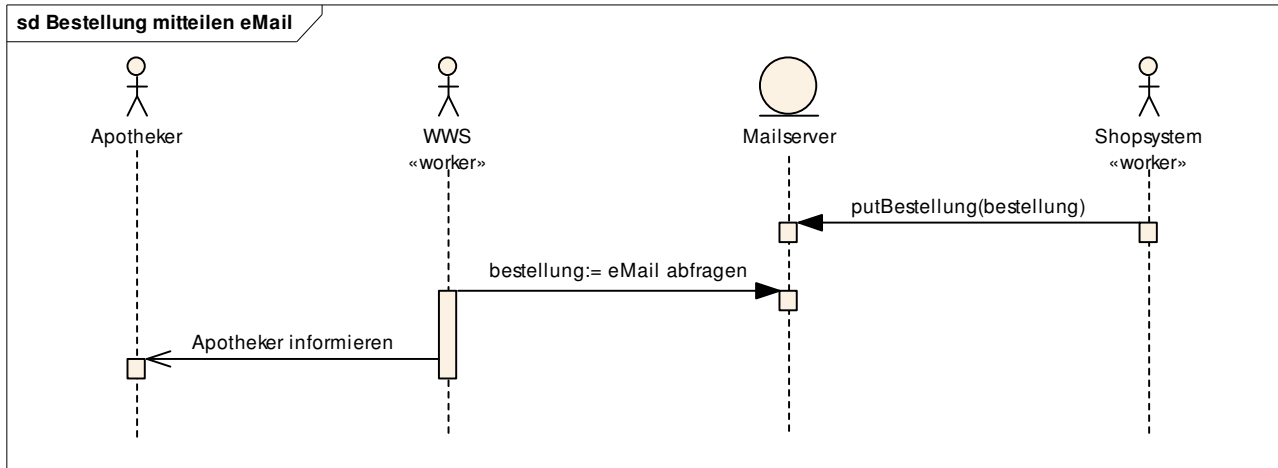 sd Bestellung mitteilen eMail
Apotheker
WWS
«worker»
Mailserver
Shopsystem
«worker»
putBestellung(bestellung)
bestellung:= eMail abfragen
Apotheker informieren